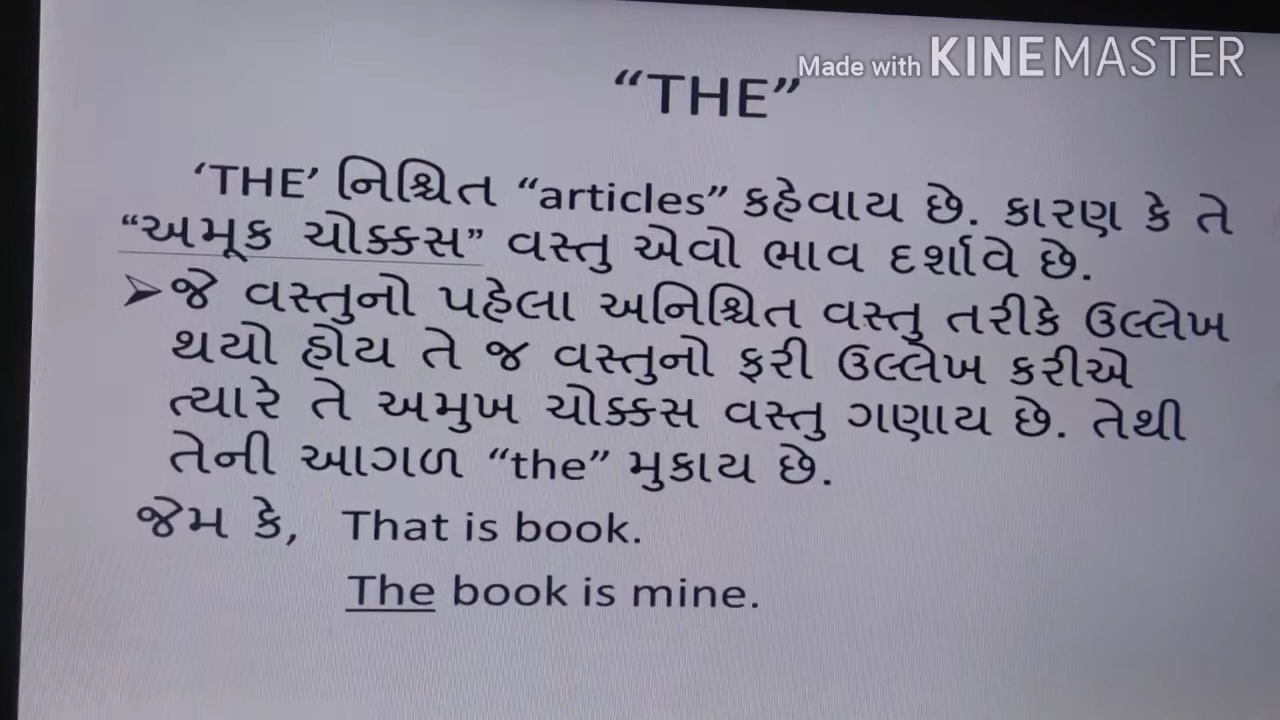 Made with KINEMASTER
“THE”
‘THE’ નિશ્ચિત “articles” કહેવાય છે. કારણ કે તે
“અમૂક ચોક્કસ” વસ્તુ એવો ભાવ દર્શાવે છે.
➢જે વસ્તુનો પહેલા અનિશ્ચિત વસ્તુ તરીકે ઉલ્લેખ
થયો હોય તે જ વસ્તુનો ફરી ઉલ્લેખ કરીએ
ત્યારે તે અમુખ ચોક્કસ વસ્તુ ગણાય છે. તેથી
તેની આગળ “the” મુકાય છે.
જેમ કે, That is book.
The book is mine.